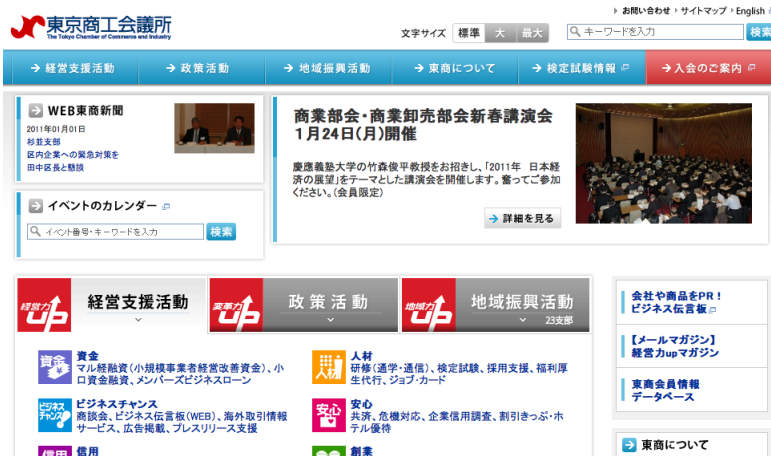 お問い合わせ サイトマップ English
東京商工会議所
The Tokyo Chamber of Commerce and Industry
文字サイズ 標準 大 最大 キーワードを入力 検索
経営支援活動 政策活動 地域振興活動 東商について 検定試験情報 入会のご案内
WEB東商新聞
2011年01月01日
杉並支部
区内企業への緊急対策を
田中区長と懇談
イベントのカレンダー
イベント番号・キーワードを入力 検索
商業部会・商業卸売部会新春講演会
1月24日(月)開催
慶應義塾大学の竹森俊平教授をお招きし、「2011年 日本経
済の展望」をテーマとした講演会を開催します。奮ってご参加
ください。(会員限定)
詳細を見る
経営力up 経営支援活動
変革力up 政策活動
地域力up 地域振興活動
23支部
資金 資金
マル経融資(小規模事業者経営改善資金)、小
口資金融資、メンバーズビジネスローン
人材 人材
研修(通学・通信)、検定試験、採用支援、福利厚
生代行、ジョブ・カード
ビジネスチャンス ビジネスチャンス
商談会、ビジネス伝言板(WEB)、海外取引情報
サービス、広告掲載、プレスリリース支援
安心 安心
共済、危機対応、企業信用調査、割引きっぷ・ホ
テル優待
信用 信用
創業
会社や商品をPR!
ビジネス伝言板
【メールマガジン】
経営力upマガジン
東商会員情報
データベース
東商について